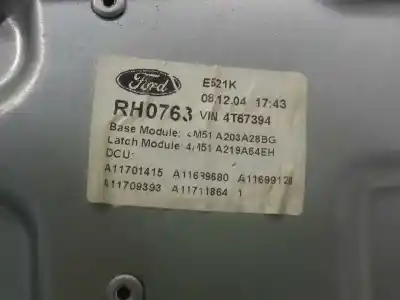 Ford
E521K
08.12.04 17:43
RH0763 VIN 4T67394
Base Module: 4M51 A203A28BG
Latch Module 4M51 A219A64EH
DCU:
A11701415 A11699680 A11699128
A11709393 A11711864 1